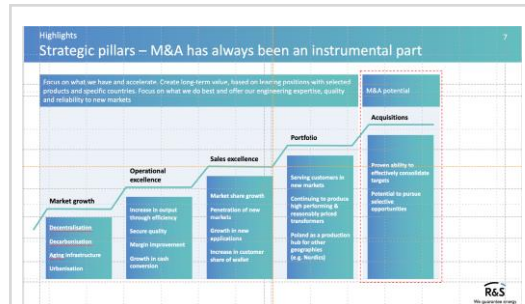 Highlights
7
Strategic pillars – M&A has always been an instrumental part
Focus on what we have and accelerate. Create long-term value, based on leading positions with selected
products and specific countries. Focus on what we do best and offer our engineering expertise, quality
and reliability to new markets
M&A potential
Market growth
Decentralisation
Decarbonisation
Aging infrastructure
Urbanisation
Operational
excellence
Increase in output
through efficiency
Secure quality
Margin improvement
Growth in cash
conversion
Sales excellence
Market share growth
Penetration of new
markets
Growth in new
applications
Increase in customer
share of wallet
Portfolio
Serving customers in
new markets
Continuing to produce
high performing &
reasonably priced
transformers
Poland as a production
hub for other
geographies
(e.g. Nordics)
Acquisitions
Proven ability to
effectively consolidate
targets
Potential to pursue
selective
opportunities
R&S
We guarantee energy